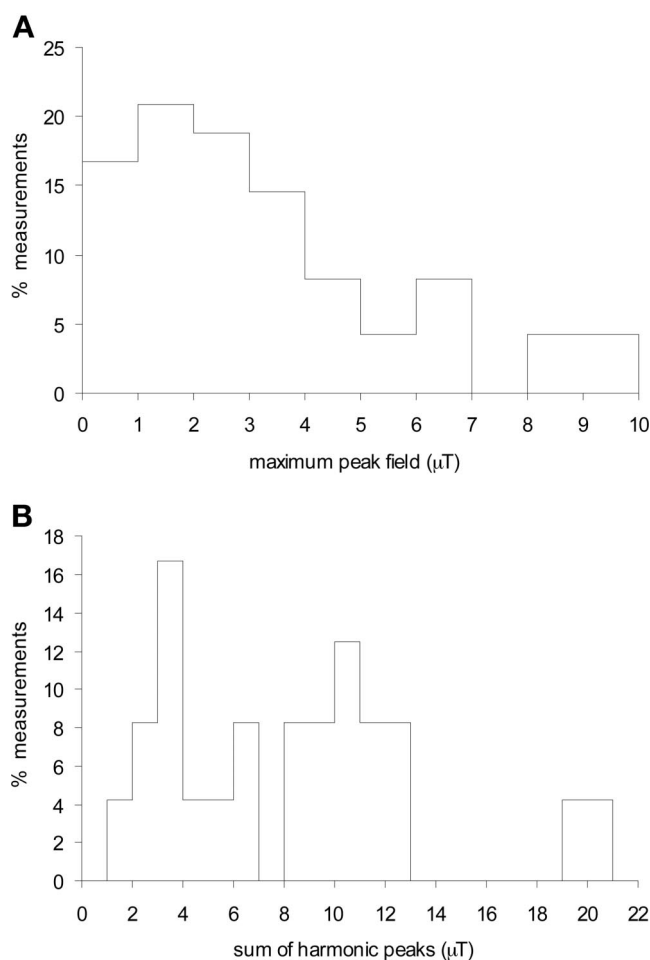 A
25
20
15
10
5
0
% measurements
0 1 2 3 4 5 6 7 8 9 10
maximum peak field (μT)
B
18
16
14
12
10
8
6
4
2
0
% measurements
0 2 4 6 8 10 12 14 16 18 20 22
sum of harmonic peaks (μT)